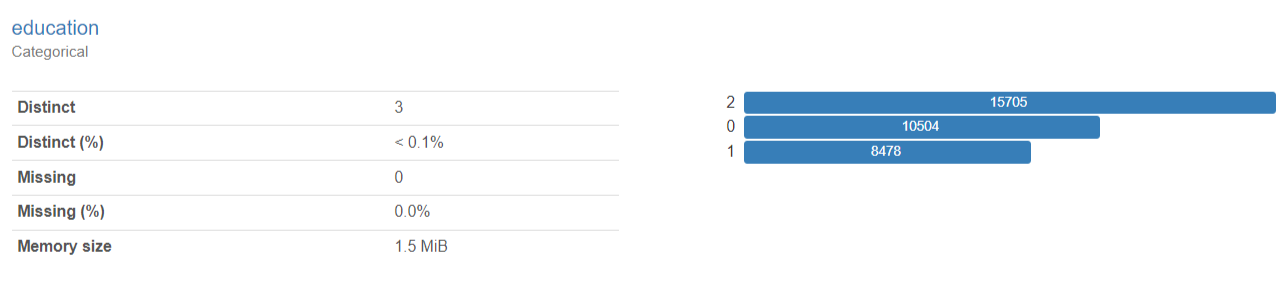 education
Categorical
Distinct 3
Distinct (%) < 0.1%
Missing 0
Missing (%) 0.0%
Memory size 1.5 MiB
2 15705
0 10504
1 8478